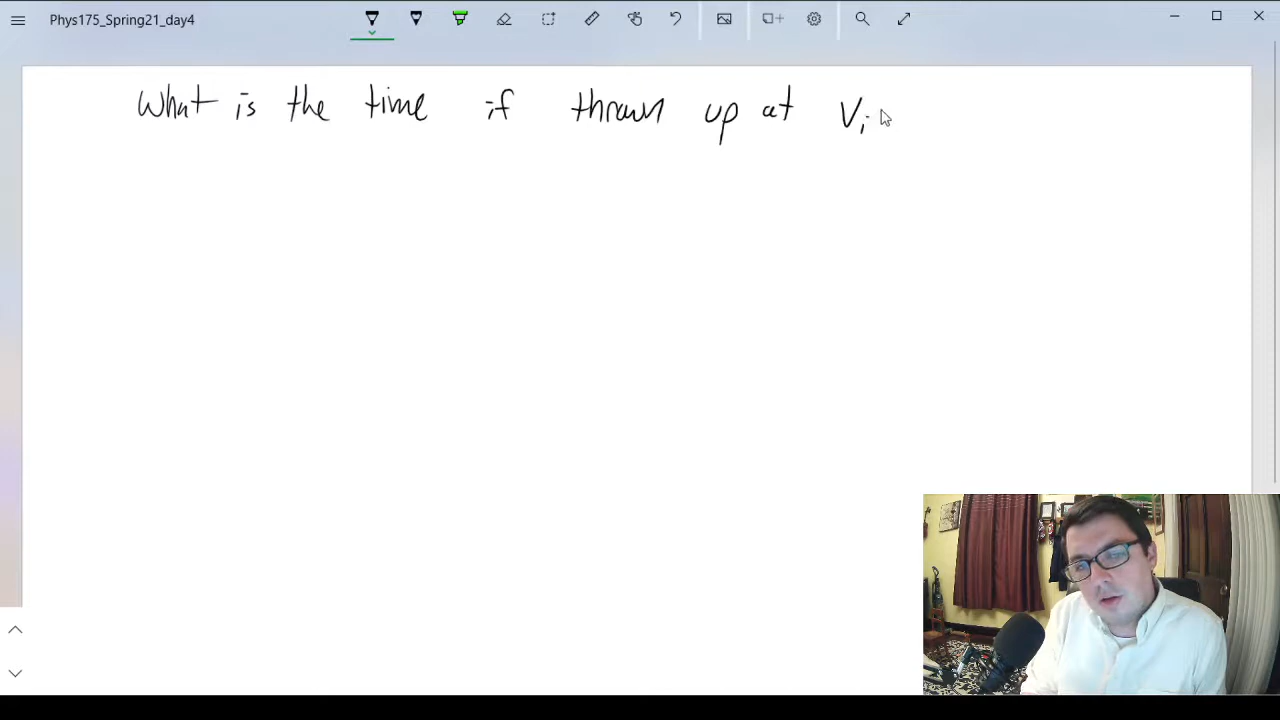 Phys175_Spring21_day4
What is the time if thrown up at Vi